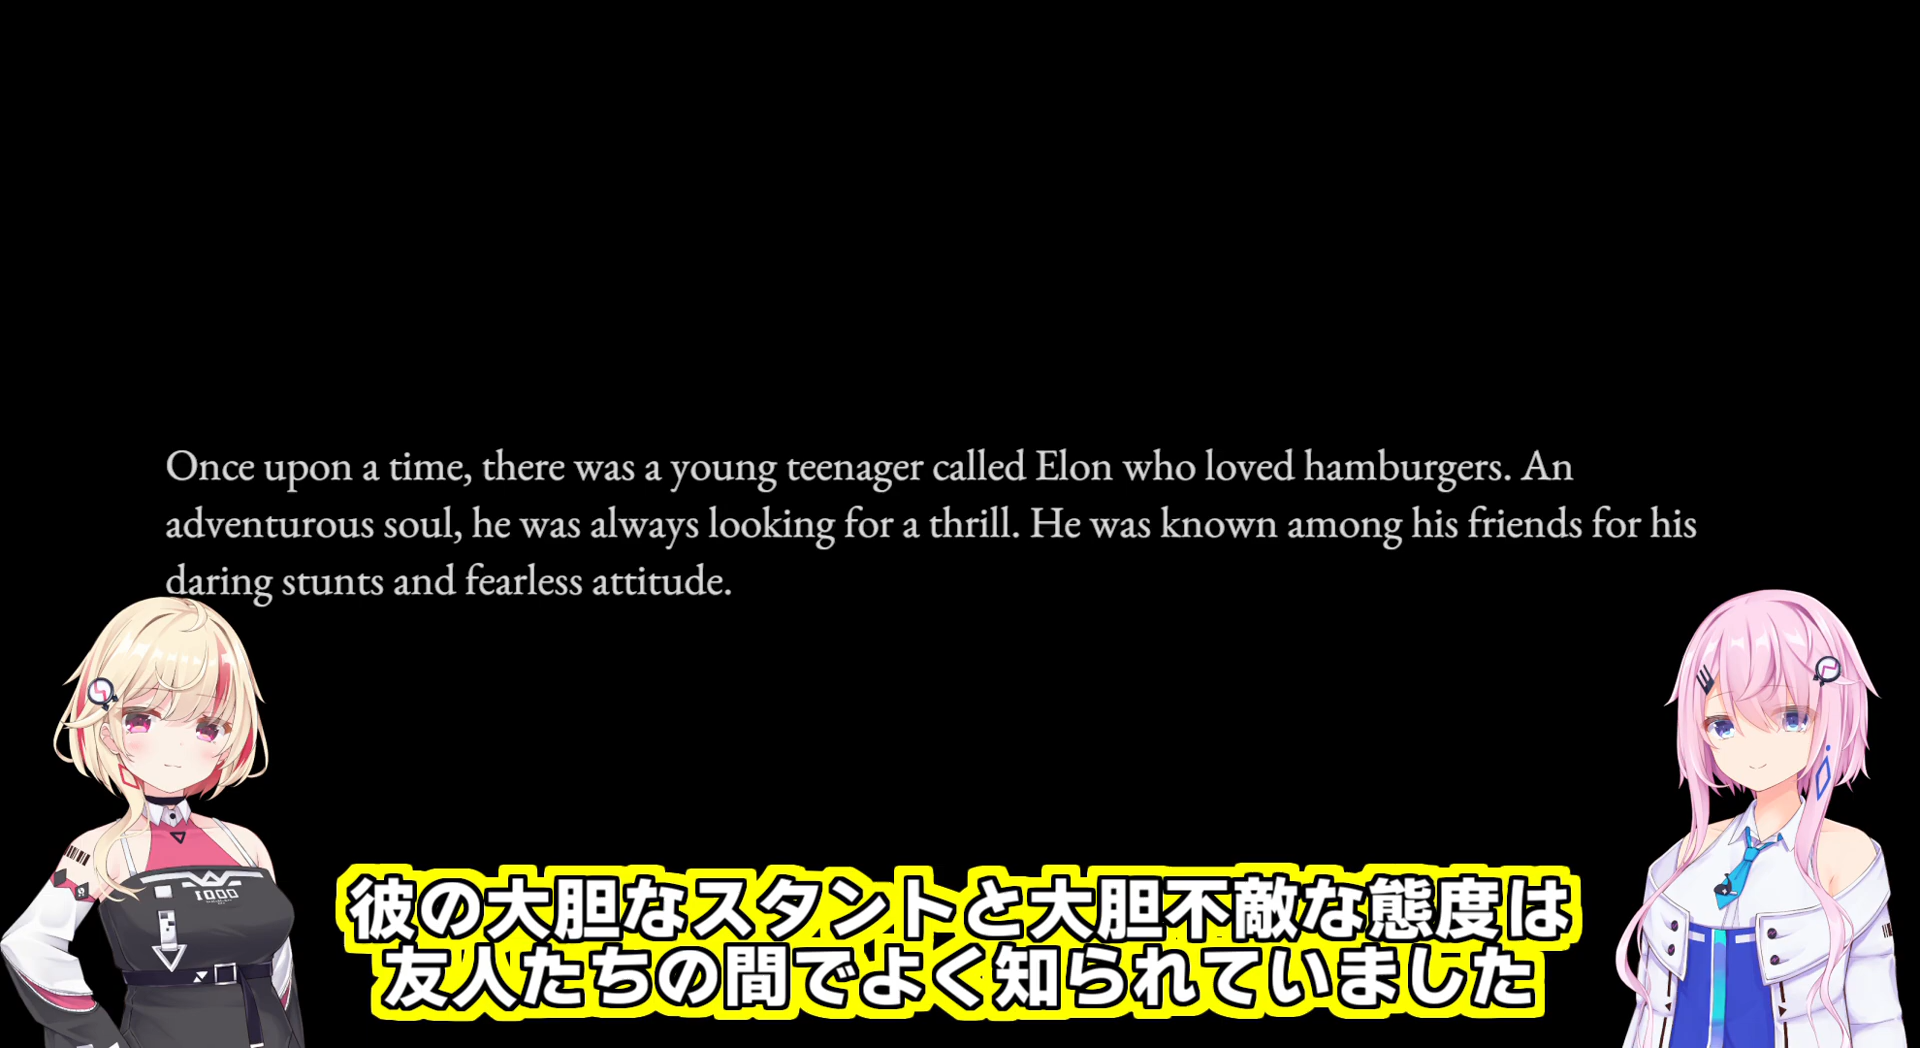 Once upon a time, there was a young teenager called Elon who loved hamburgers. An
adventurous soul, he was always looking for a thrill. He was known among his friends for his
daring stunts and fearless attitude.
1000
彼の大胆なスタントと大胆不敵な態度は
友人たちの間でよく知られていました